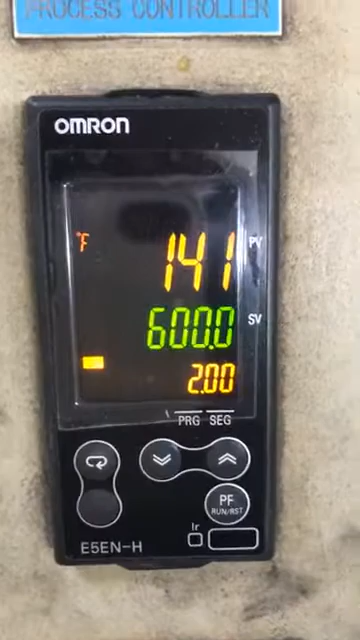 PROCESS CONTROLLER
OMRON
°F
141 PV
600.0 SV
2.00
PRG SEG
PF
RUN/RST
Ir
E5EN-H